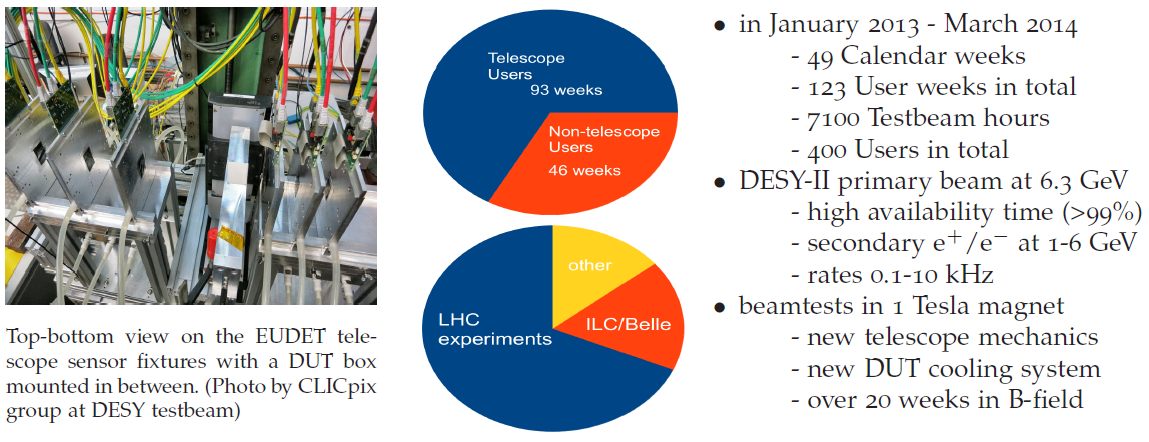 Top-bottom view on the EUDET tele-
scope sensor fixtures with a DUT box
mounted in between. (Photo by CLICpix
group at DESY testbeam)
Telescope
Users
93 weeks
Non-telescope
Users
46 weeks
other
LHC
experiments
ILC/Belle
• in January 2013 - March 2014
- 49 Calendar weeks
- 123 User weeks in total
- 7100 Testbeam hours
- 400 Users in total
• DESY-II primary beam at 6.3 GeV
- high availability time (>99%)
- secondary e⁺/e⁻ at 1-6 GeV
- rates 0.1-10 kHz
• beamtests in 1 Tesla magnet
- new telescope mechanics
- new DUT cooling system
- over 20 weeks in B-field